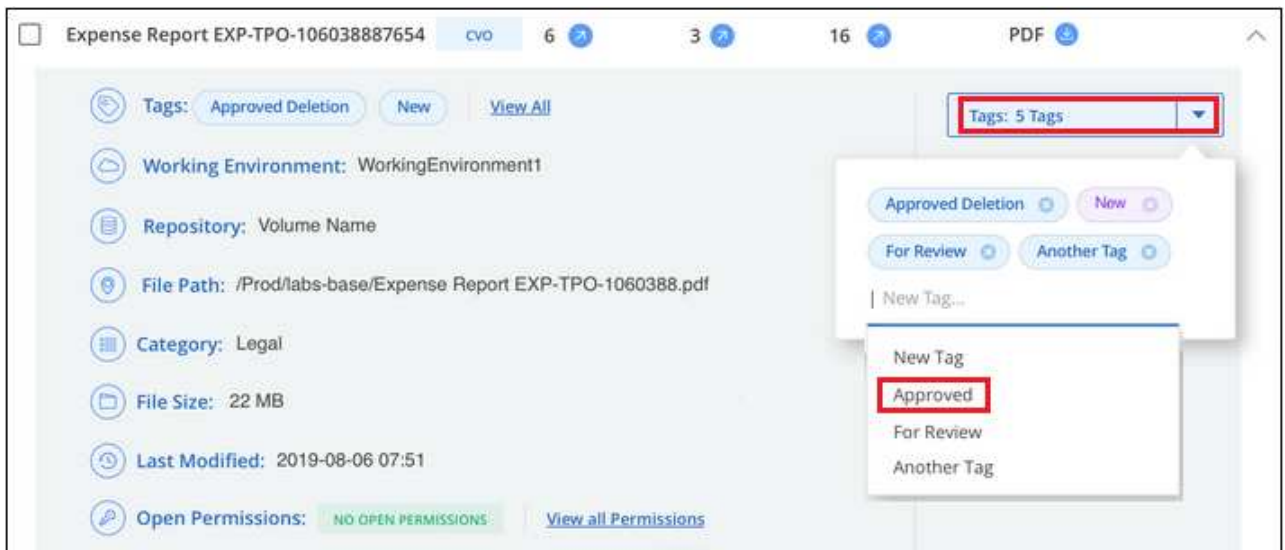 Expense Report EXP-TPO-106038887654 CVO 6 3 16 PDF
Tags: Approved Deletion New View All
Tags: 5 Tags
Working Environment: WorkingEnvironment1
Repository: Volume Name
File Path: /Prod/labs-base/Expense Report EXP-TPO-1060388.pdf
Category: Legal
File Size: 22 MB
Last Modified: 2019-08-06 07:51
Open Permissions: NO OPEN PERMISSIONS View all Permissions
Approved Deletion New
For Review Another Tag
New Tag...
New Tag
Approved
For Review
Another Tag